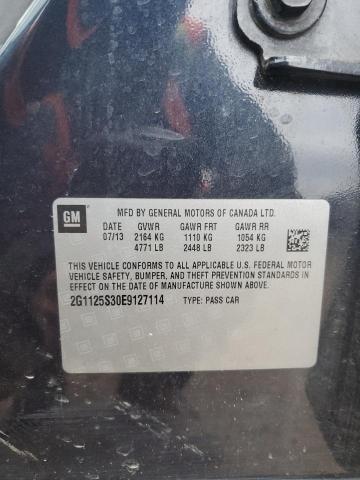 GM
MFD BY GENERAL MOTORS OF CANADA LTD.
DATE GVWR GAWR FRT GAWR RR
07/13 2164 KG 1110 KG 1054 KG
4771 LB 2448 LB 2323 LB
THIS VEHICLE CONFORMS TO ALL APPLICABLE U.S. FEDERAL MOTOR
VEHICLE SAFETY, BUMPER, AND THEFT PREVENTION STANDARDS
IN EFFECT ON THE DATE OF MANUFACTURE SHOWN ABOVE.
2G1125S30E9127114 TYPE: PASS CAR